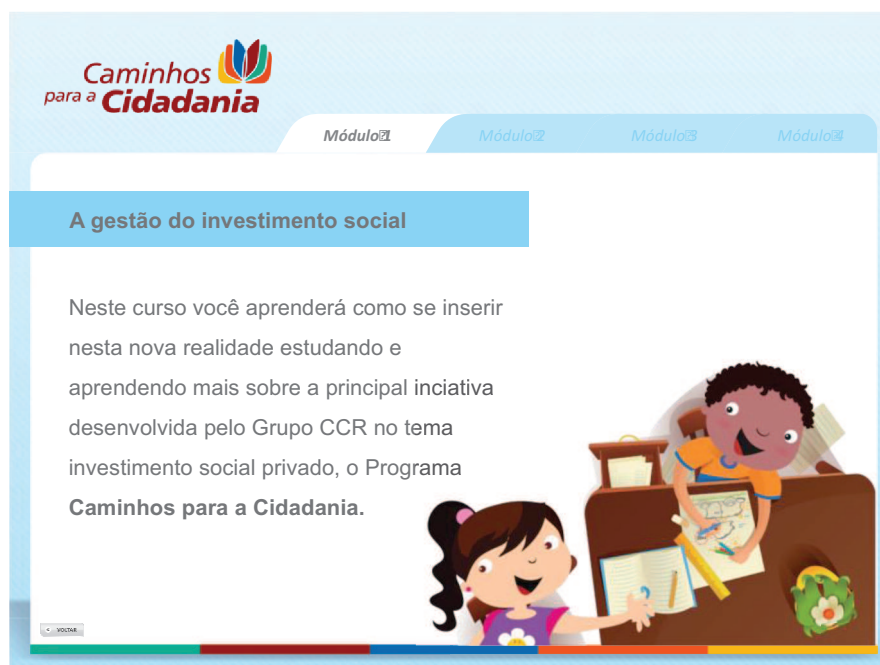 Caminhos
para a Cidadania
Módulo 1
Módulo 2
Módulo 3
Módulo 4
A gestão do investimento social
Neste curso você aprenderá como se inserir
nesta nova realidade estudando e
aprendendo mais sobre a principal inciativa
desenvolvida pelo Grupo CCR no tema
investimento social privado, o Programa
Caminhos para a Cidadania.
< VOLTAR